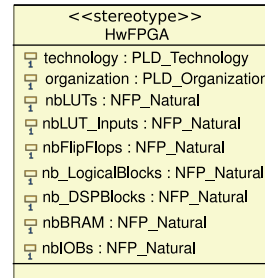 <<stereotype>>
HwFPGA
technology : PLD_Technology
organization : PLD_Organization
nbLUTs : NFP_Natural
nbLUT_Inputs : NFP_Natural
nbFlipFlops : NFP_Natural
nb_LogicalBlocks : NFP_Natural
nb_DSPBlocks : NFP_Natural
nbBRAM : NFP_Natural
nbIOBs : NFP_Natural